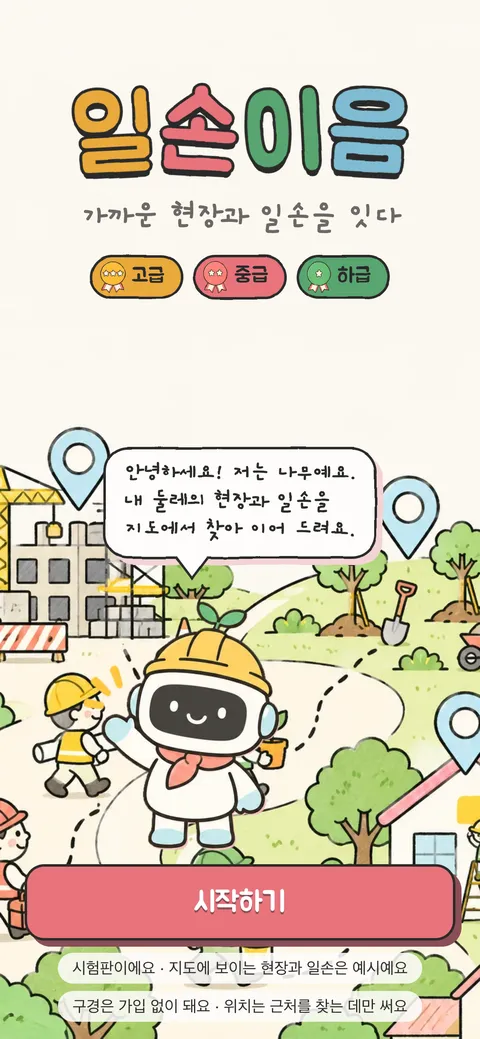 일손이음
가까운 현장과 일손을 잇다
고급 중급 하급
안녕하세요! 저는 나무예요.
내 둘레의 현장과 일손을
지도에서 찾아 이어 드려요.
시작하기
시험판이에요 · 지도에 보이는 현장과 일손은 예시예요
구경은 가입 없이 돼요 · 위치는 근처를 찾는 데만 써요